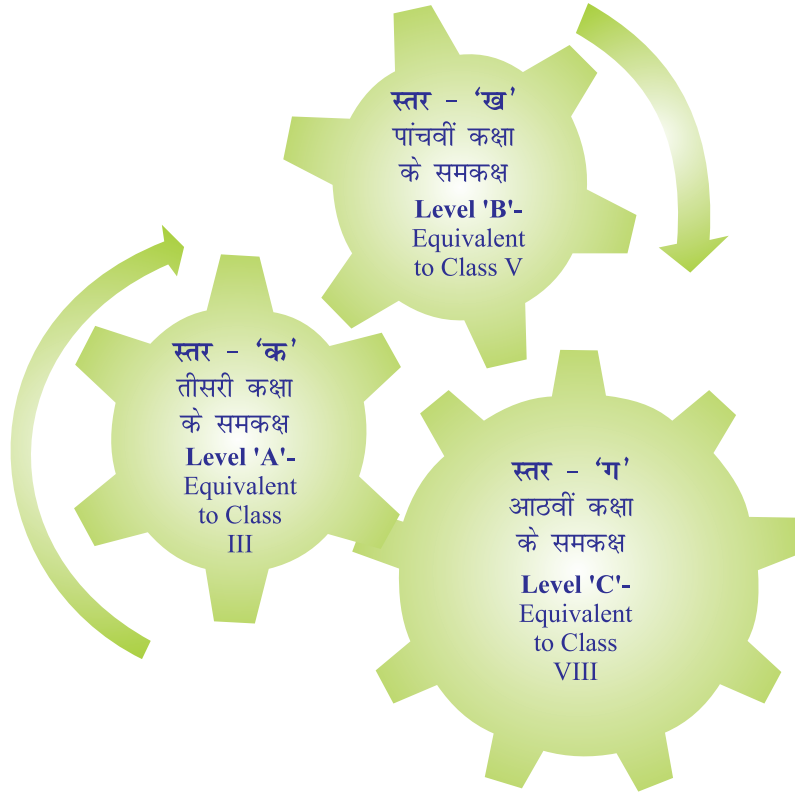 स्तर - ‘ख’
पांचवीं कक्षा
के समकक्ष
Level 'B'-
Equivalent
to Class V
स्तर - ‘क’
तीसरी कक्षा
के समकक्ष
Level 'A'-
Equivalent
to Class
III
स्तर - ‘ग’
आठवीं कक्षा
के समकक्ष
Level 'C'-
Equivalent
to Class
VIII